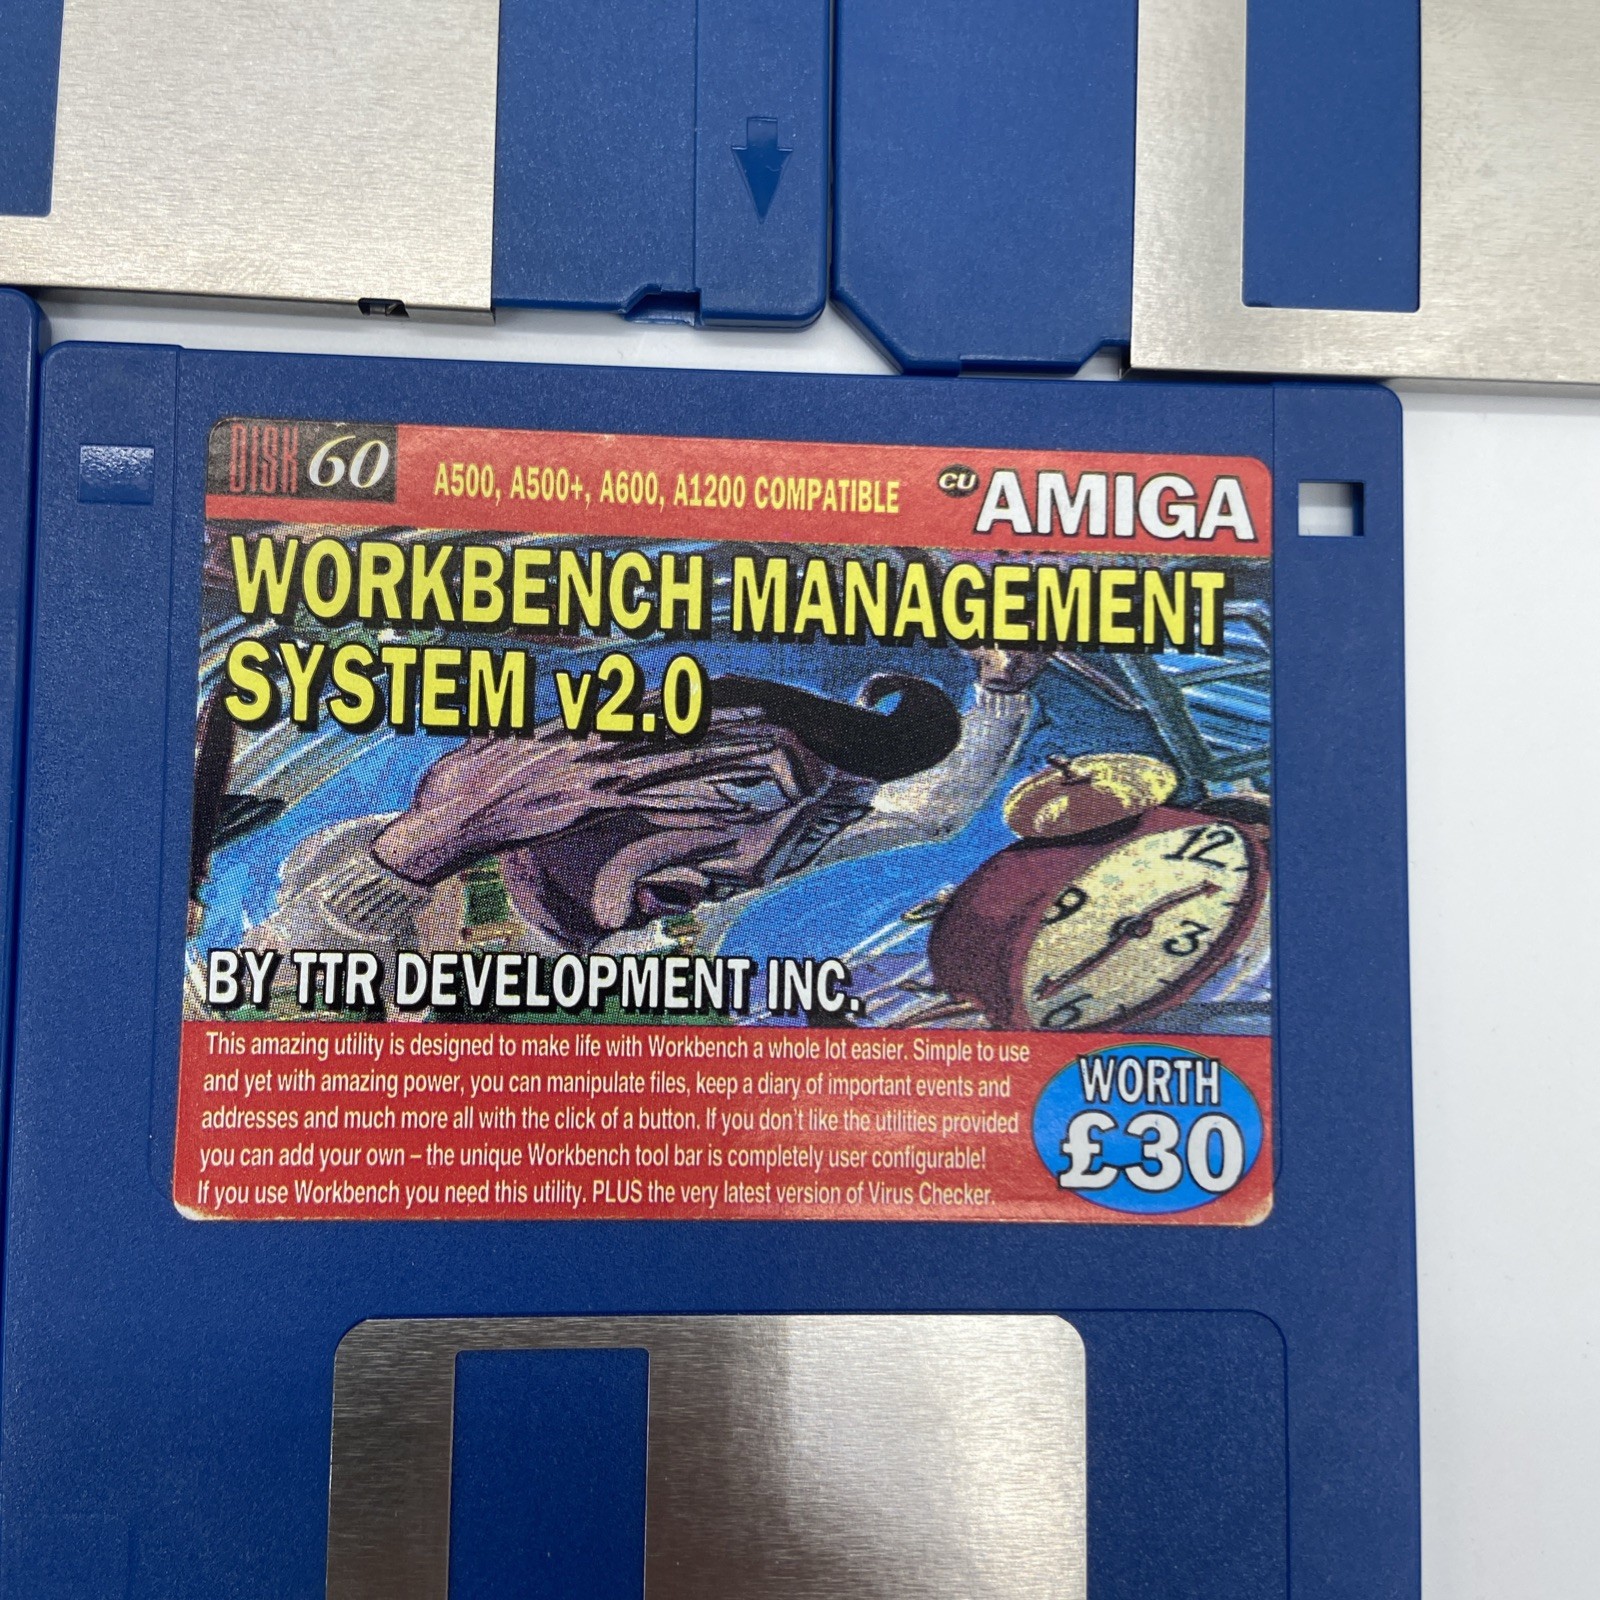 DISK 60
A500, A500+, A600, A1200 COMPATIBLE
CU AMIGA
WORKBENCH MANAGEMENT
SYSTEM v2.0
12
9
3
6
BY TTR DEVELOPMENT INC.
This amazing utility is designed to make life with Workbench a whole lot easier. Simple to use
and yet with amazing power, you can manipulate files, keep a diary of important events and
addresses and much more all with the click of a button. If you don't like the utilities provided
you can add your own – the unique Workbench tool bar is completely user configurable!
If you use Workbench you need this utility. PLUS the very latest version of Virus Checker.
WORTH
£30